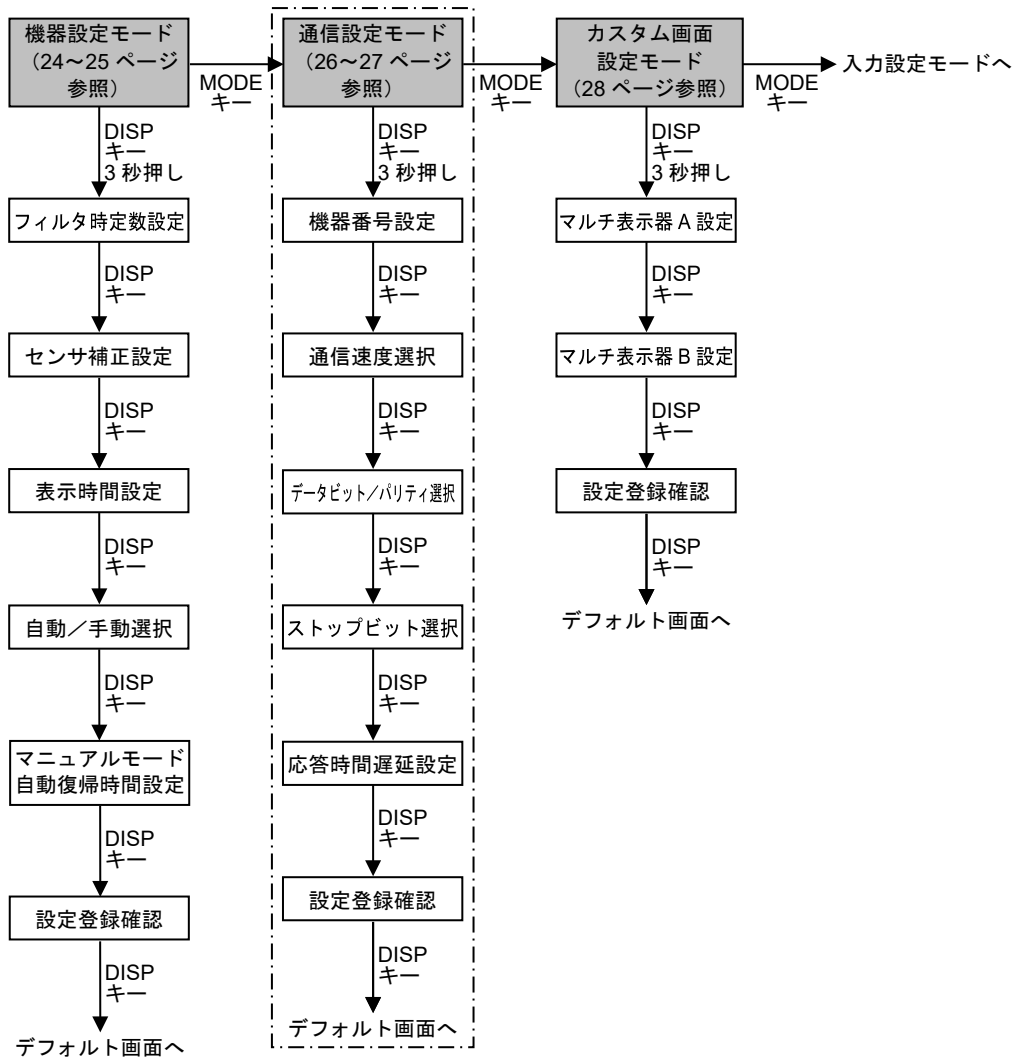 機器設定モード
(24~25 ページ
参照)
MODE
キー
通信設定モード
(26~27 ページ
参照)
MODE
キー
カスタム画面
設定モード
(28 ページ参照)
MODE
キー
入力設定モードへ
DISP
キー
3 秒押し
フィルタ時定数設定
DISP
キー
センサ補正設定
DISP
キー
表示時間設定
DISP
キー
自動/手動選択
DISP
キー
マニュアルモード
自動復帰時間設定
DISP
キー
設定登録確認
DISP
キー
デフォルト画面へ
DISP
キー
3 秒押し
機器番号設定
DISP
キー
通信速度選択
DISP
キー
データビット/パリティ選択
DISP
キー
ストップビット選択
DISP
キー
応答時間遅延設定
DISP
キー
設定登録確認
DISP
キー
デフォルト画面へ
DISP
キー
3 秒押し
マルチ表示器 A 設定
DISP
キー
マルチ表示器 B 設定
DISP
キー
設定登録確認
DISP
キー
デフォルト画面へ